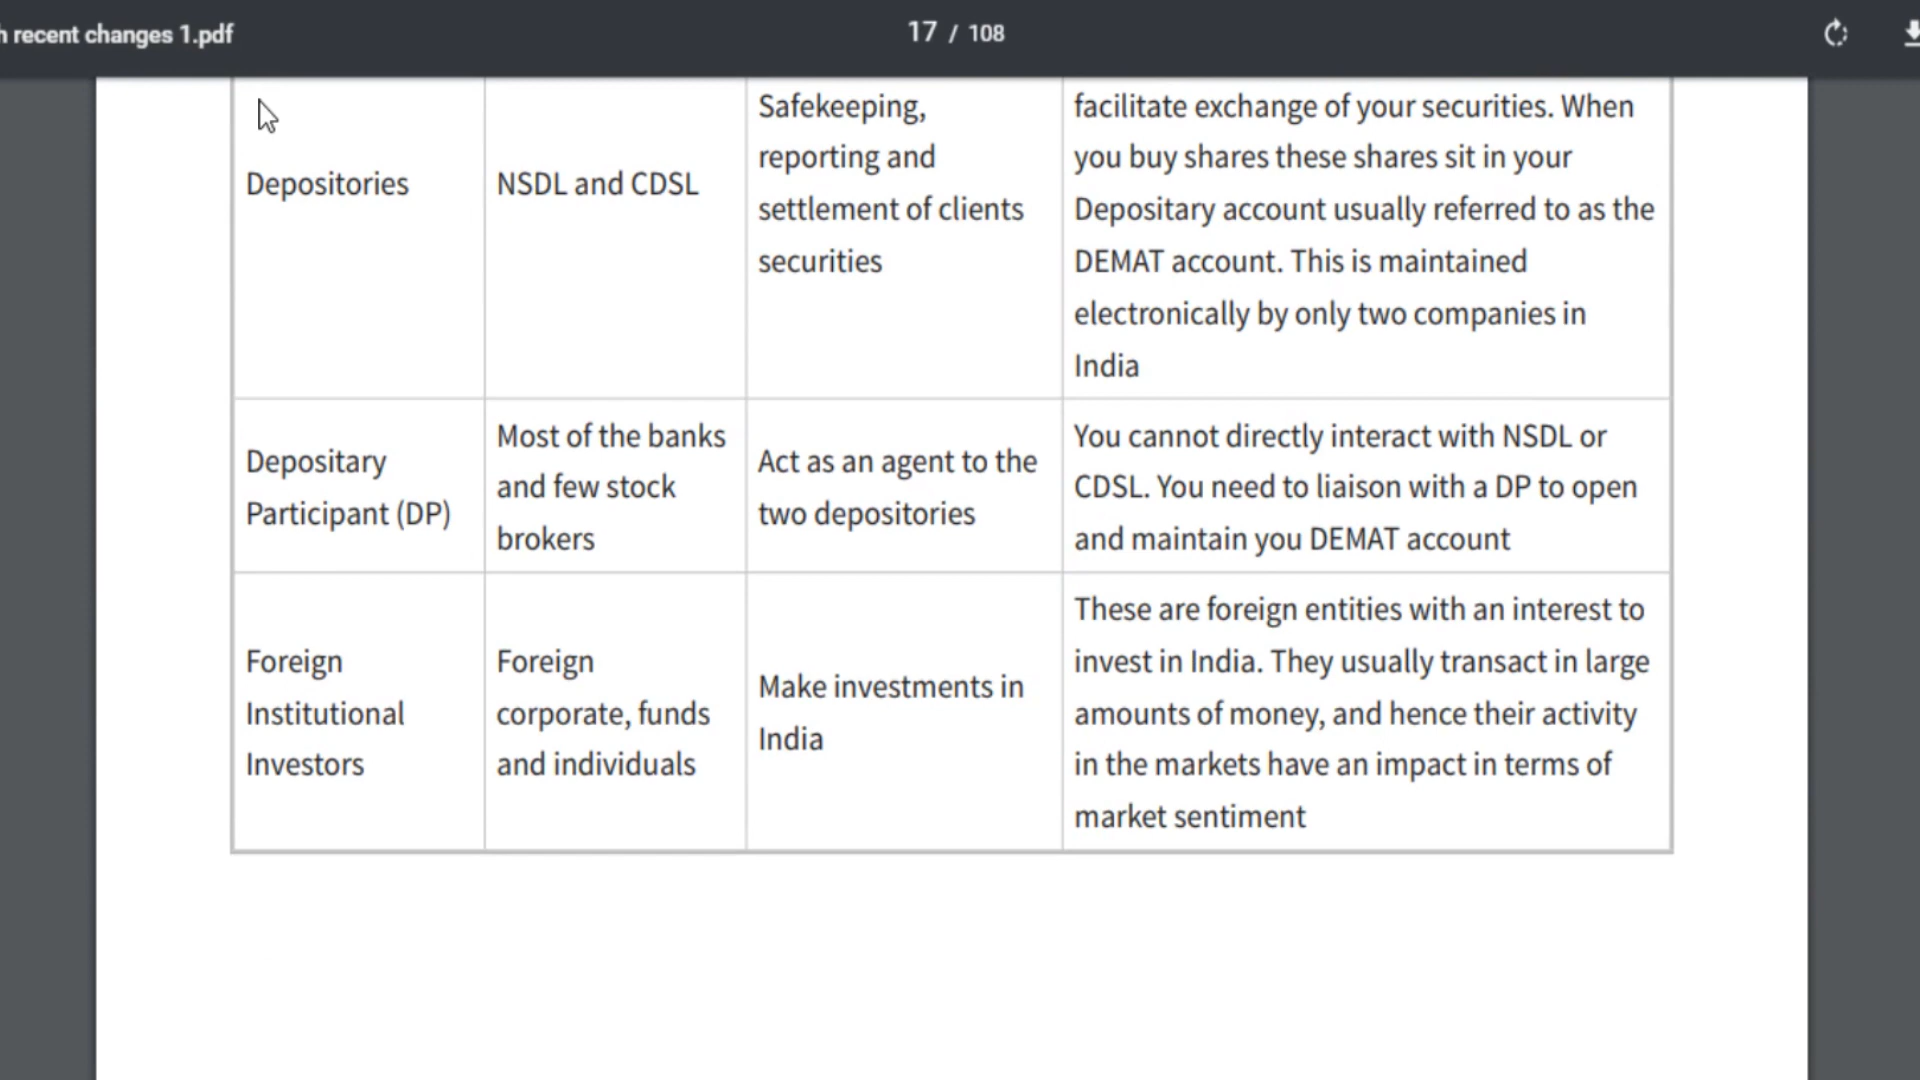 h recent changes 1.pdf
17 / 108
Depositories
NSDL and CDSL
Safekeeping,
reporting and
settlement of clients
securities
facilitate exchange of your securities. When
you buy shares these shares sit in your
Depositary account usually referred to as the
DEMAT account. This is maintained
electronically by only two companies in
India
Depositary
Participant (DP)
Most of the banks
and few stock
brokers
Act as an agent to the
two depositories
You cannot directly interact with NSDL or
CDSL. You need to liaison with a DP to open
and maintain you DEMAT account
Foreign
Institutional
Investors
Foreign
corporate, funds
and individuals
Make investments in
India
These are foreign entities with an interest to
invest in India. They usually transact in large
amounts of money, and hence their activity
in the markets have an impact in terms of
market sentiment